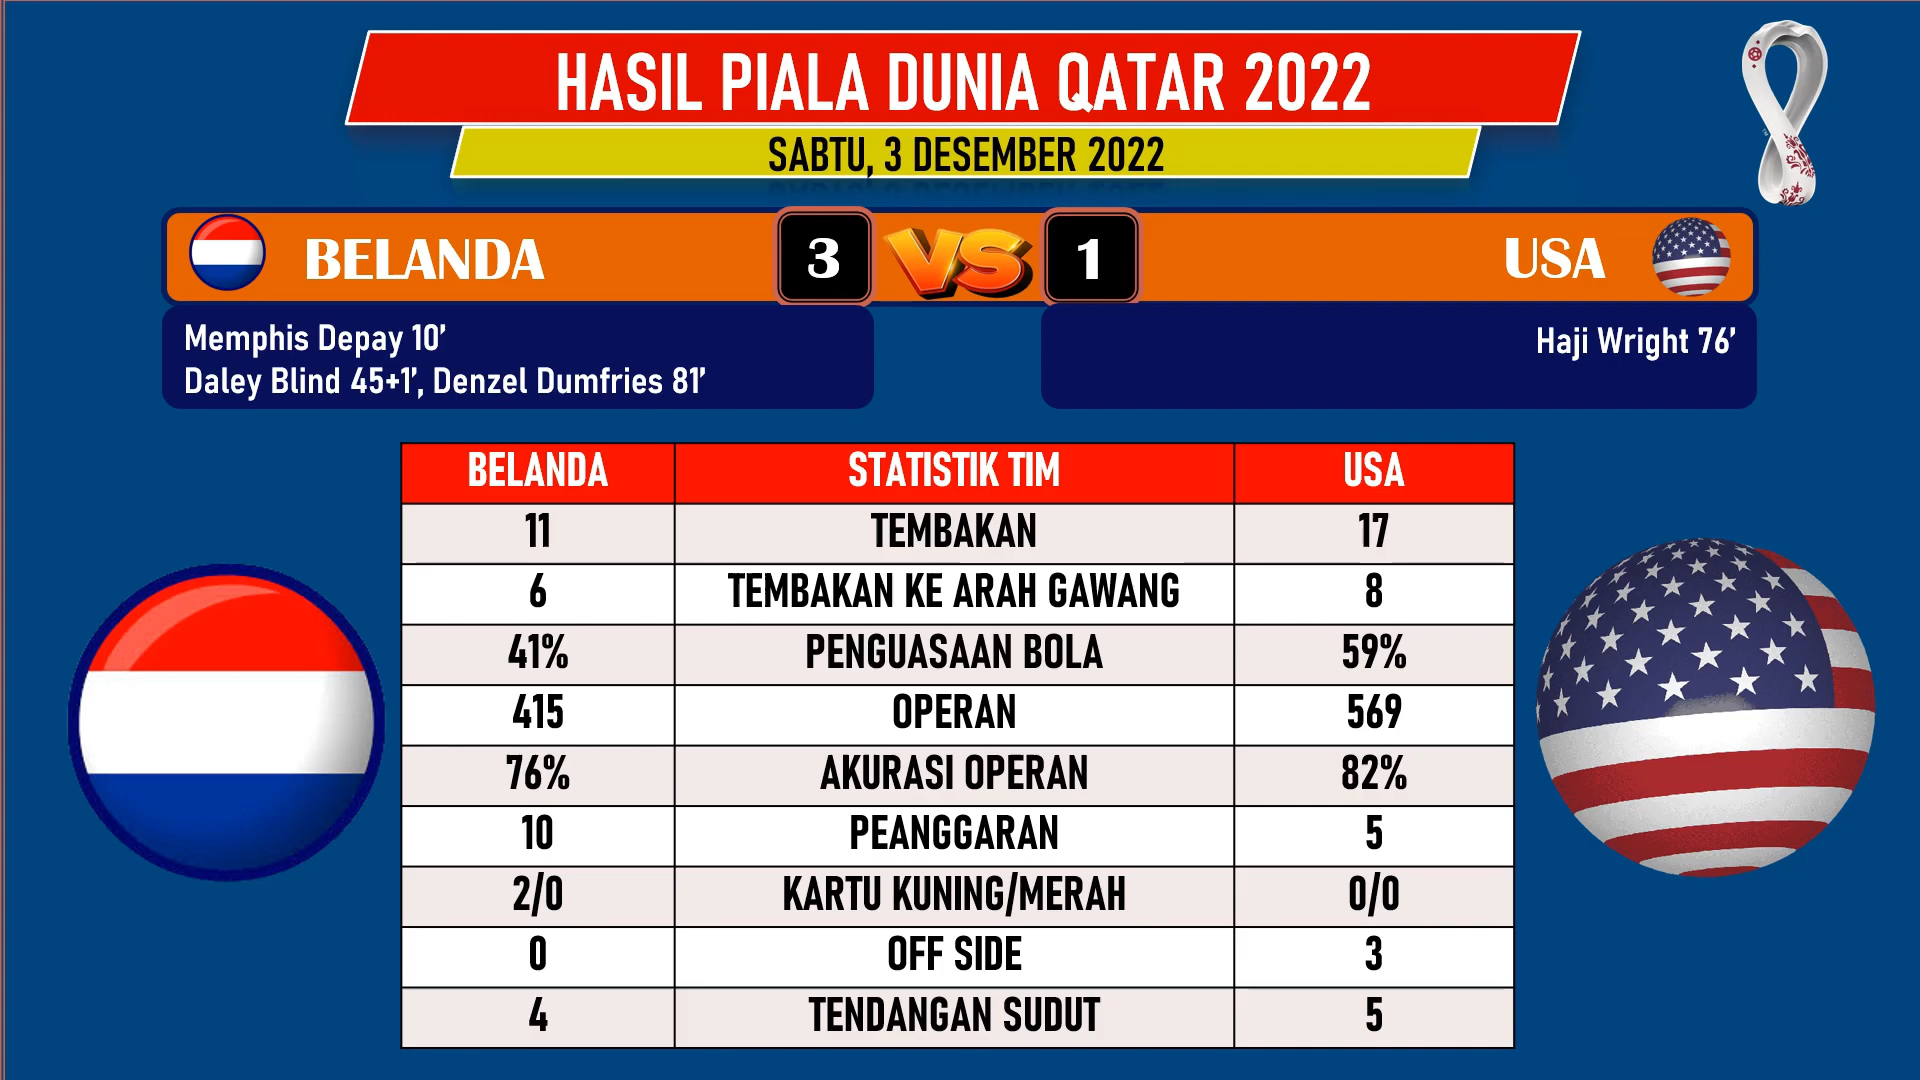 HASIL PIALA DUNIA QATAR 2022
SABTU, 3 DESEMBER 2022
BELANDA 3 VS 1 USA
Memphis Depay 10’
Daley Blind 45+1’, Denzel Dumfries 81’
Haji Wright 76’
BELANDA STATISTIK TIM USA
11 TEMBAKAN 17
6 TEMBAKAN KE ARAH GAWANG 8
41% PENGUASAAN BOLA 59%
415 OPERAN 569
76% AKURASI OPERAN 82%
10 PEANGGARAN 5
2/0 KARTU KUNING/MERAH 0/0
0 OFF SIDE 3
4 TENDANGAN SUDUT 5